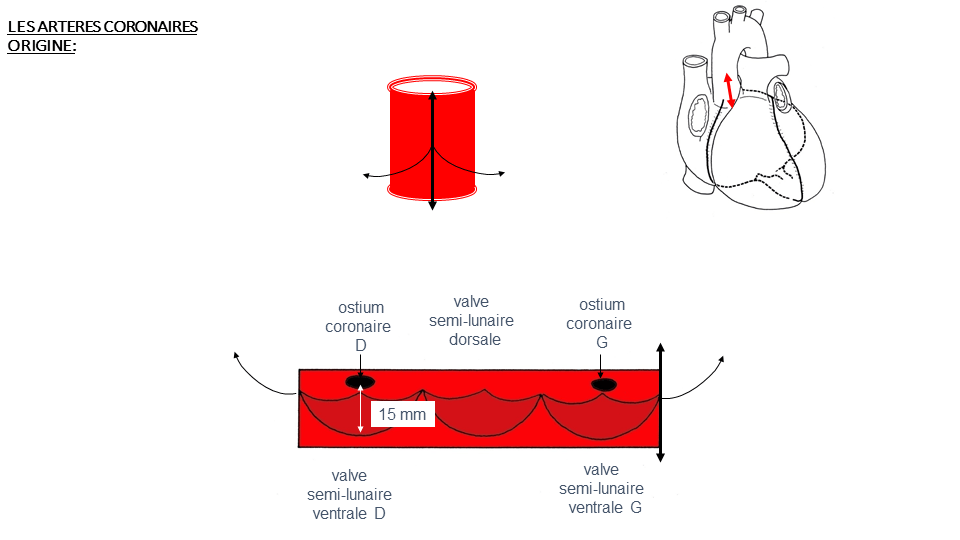 LES ARTERES CORONAIRES
ORIGINE:
ostium
coronaire
D
valve
semi-lunaire
dorsale
ostium
coronaire
G
15 mm
valve
semi-lunaire
ventrale D
valve
semi-lunaire
ventrale G